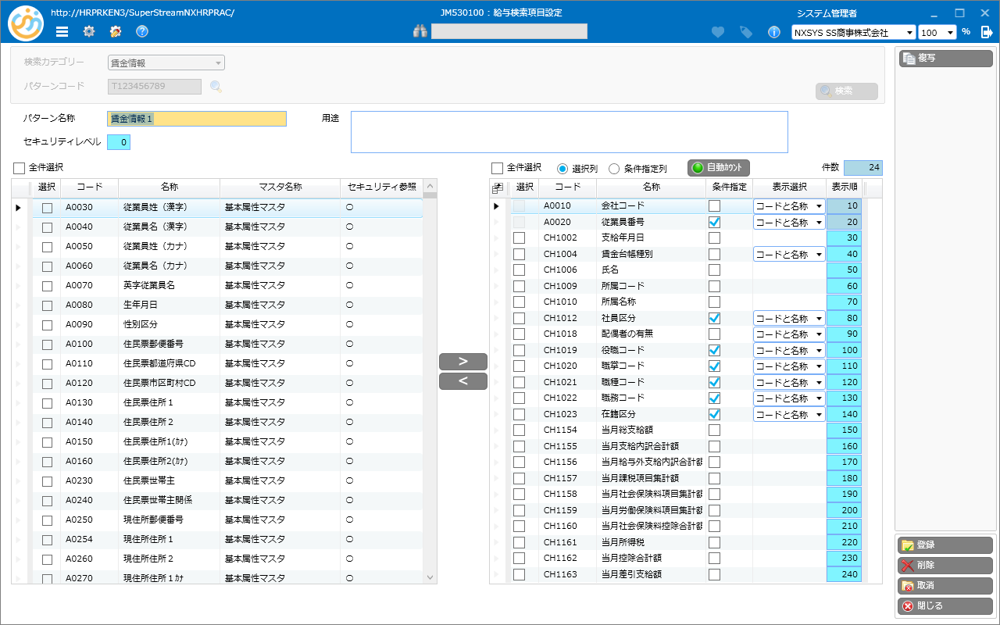 http://HRPRKEN3/SuperStreamNXHRPRAC/
JM530100 : 給与検索項目設定
システム管理者
NXSYS SS商事株式会社
100
%
検索カテゴリー
賃金情報
パターンコード
T123456789
検索
複写
パターン名称
賃金情報１
用途
セキュリティレベル
0
全件選択
全件選択
選択列
条件指定列
自動ｶｳﾝﾄ
件数
24
選択 コード 名称 マスタ名称 セキュリティ参照
A0030 従業員姓（漢字） 基本属性マスタ ○
A0040 従業員名（漢字） 基本属性マスタ ○
A0050 従業員姓（カナ） 基本属性マスタ ○
A0060 従業員名（カナ） 基本属性マスタ ○
A0070 英字従業員名 基本属性マスタ ○
A0080 生年月日 基本属性マスタ ○
A0090 性別区分 基本属性マスタ ○
A0100 住民票郵便番号 基本属性マスタ ○
A0110 住民票都道府県CD 基本属性マスタ ○
A0120 住民票市区町村CD 基本属性マスタ ○
A0130 住民票住所１ 基本属性マスタ ○
A0140 住民票住所２ 基本属性マスタ ○
A0150 住民票住所1(ｶﾅ) 基本属性マスタ ○
A0160 住民票住所2(ｶﾅ) 基本属性マスタ ○
A0230 住民票世帯主 基本属性マスタ ○
A0240 住民票世帯主関係 基本属性マスタ ○
A0250 現住所郵便番号 基本属性マスタ ○
A0254 現住所住所１ 基本属性マスタ ○
A0260 現住所住所２ 基本属性マスタ ○
A0270 現住所住所１ｶﾅ 基本属性マスタ ○
>
<
選択 コード 名称 条件指定 表示選択 表示順
A0010 会社コード コードと名称 10
A0020 従業員番号 コードと名称 20
CH1002 支給年月日 30
CH1004 賃金台帳種別 コードと名称 40
CH1006 氏名 50
CH1009 所属コード 60
CH1010 所属名称 70
CH1012 社員区分 コードと名称 80
CH1018 配偶者の有無 コードと名称 90
CH1019 役職コード コードと名称 100
CH1020 職掌コード コードと名称 110
CH1021 職種コード コードと名称 120
CH1022 職務コード コードと名称 130
CH1023 在籍区分 コードと名称 140
CH1154 当月総支給額 150
CH1155 当月支給内訳合計額 160
CH1156 当月給与外支給内訳合計額 170
CH1157 当月課税項目集計額 180
CH1158 当月社会保険料項目集計額 190
CH1159 当月労働保険料項目集計額 200
CH1160 当月社会保険料控除合計額 210
CH1161 当月所得税 220
CH1162 当月控除合計額 230
CH1163 当月差引支給額 240
登録
削除
取消
閉じる